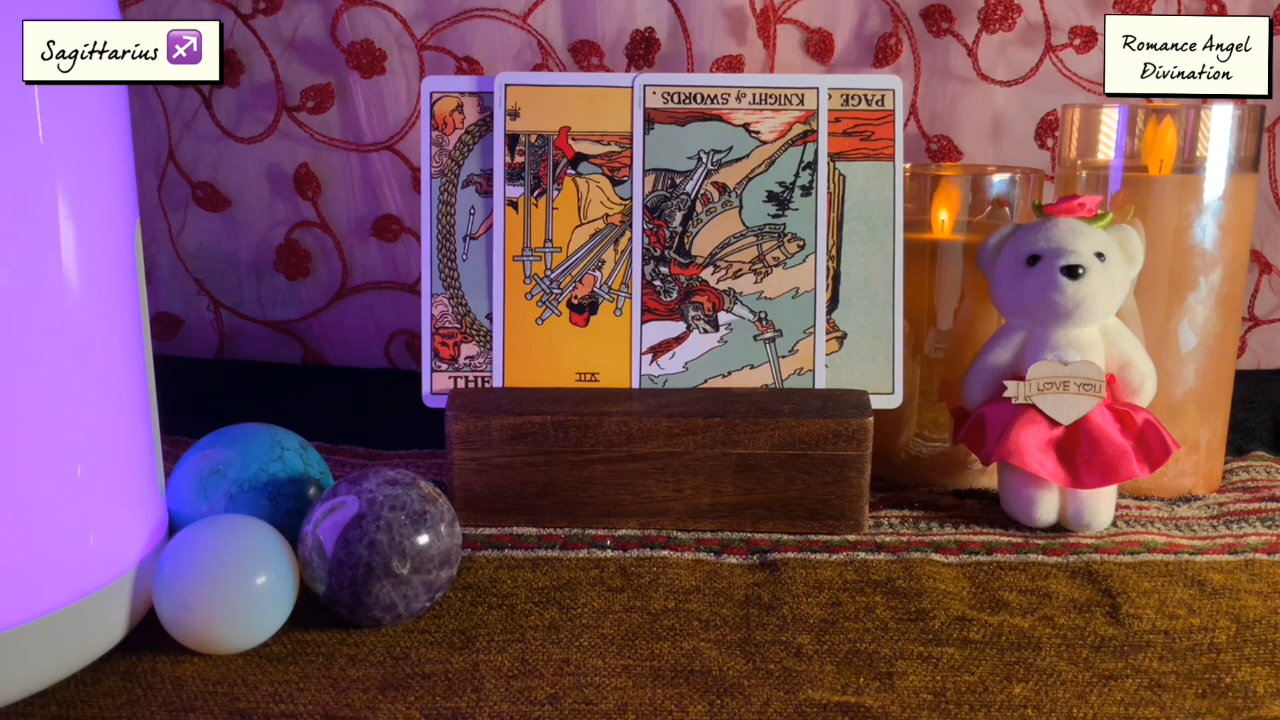 Sagittarius ♐
Romance Angel
Divination
KNIGHT of SWORDS.
PAGE
THE
VII
I LOVE YOU